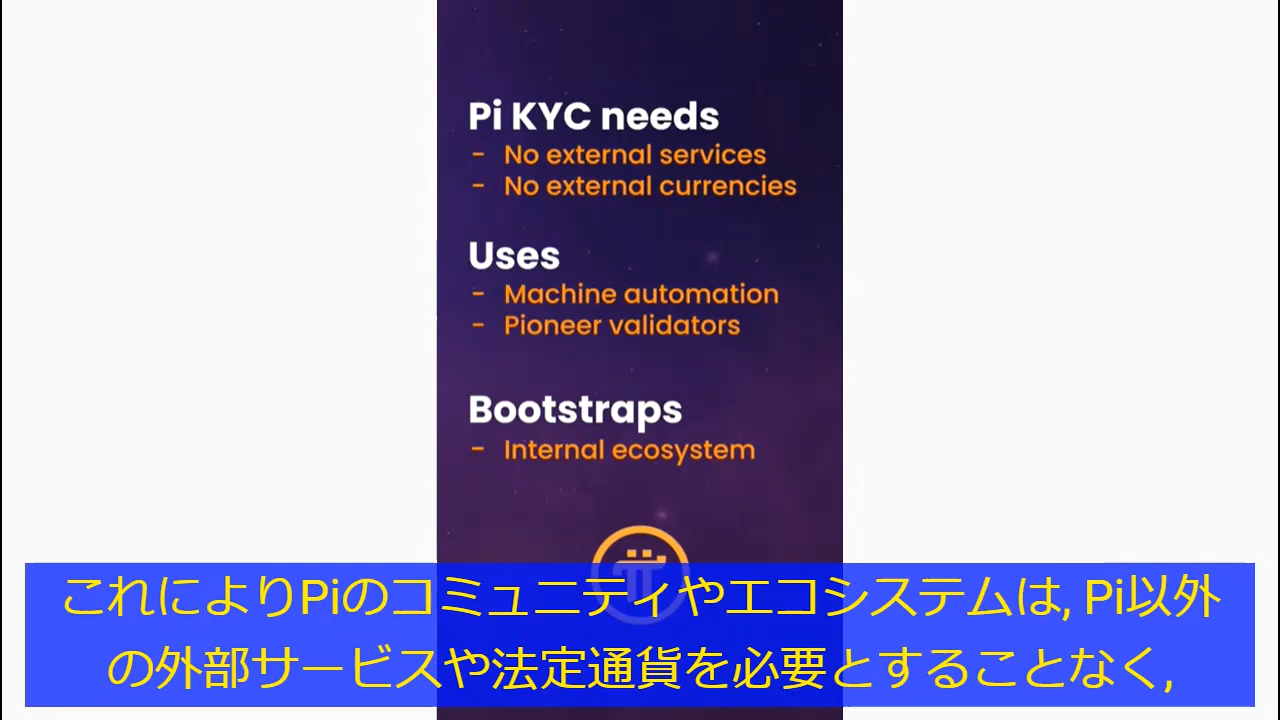 Pi KYC needs
- No external services
- No external currencies
Uses
- Machine automation
- Pioneer validators
Bootstraps
- Internal ecosystem
これによりPiのコミュニティやエコシステムは, Pi以外
の外部サービスや法定通貨を必要とすることなく,